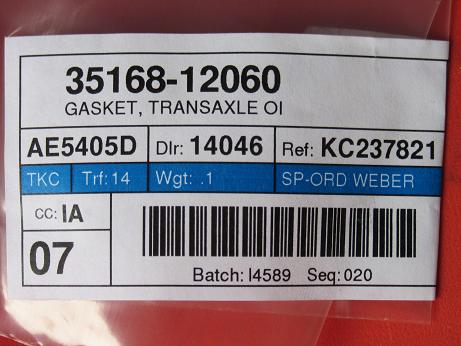 35168-12060
GASKET, TRANSAXLE OI
AE5405D Dlr: 14046 Ref: KC237821
TKC Trf: 14 Wgt: .1 SP-ORD WEBER
CC: IA
07
Batch: I4589 Seq: 020